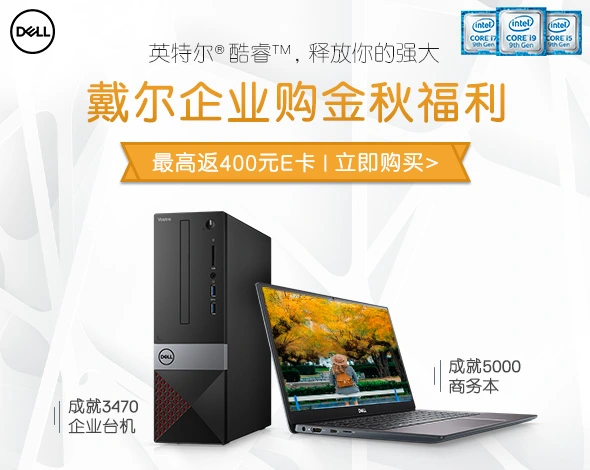 DELL
intel
CORE i7
9th Gen
intel
CORE i9
9th Gen
intel
CORE i5
9th Gen
英特尔®酷睿™，释放你的强大
戴尔企业购金秋福利
最高返400元E卡 | 立即购买>
Vostro
DELL
DELL
成就5000
商务本
成就3470
企业台机